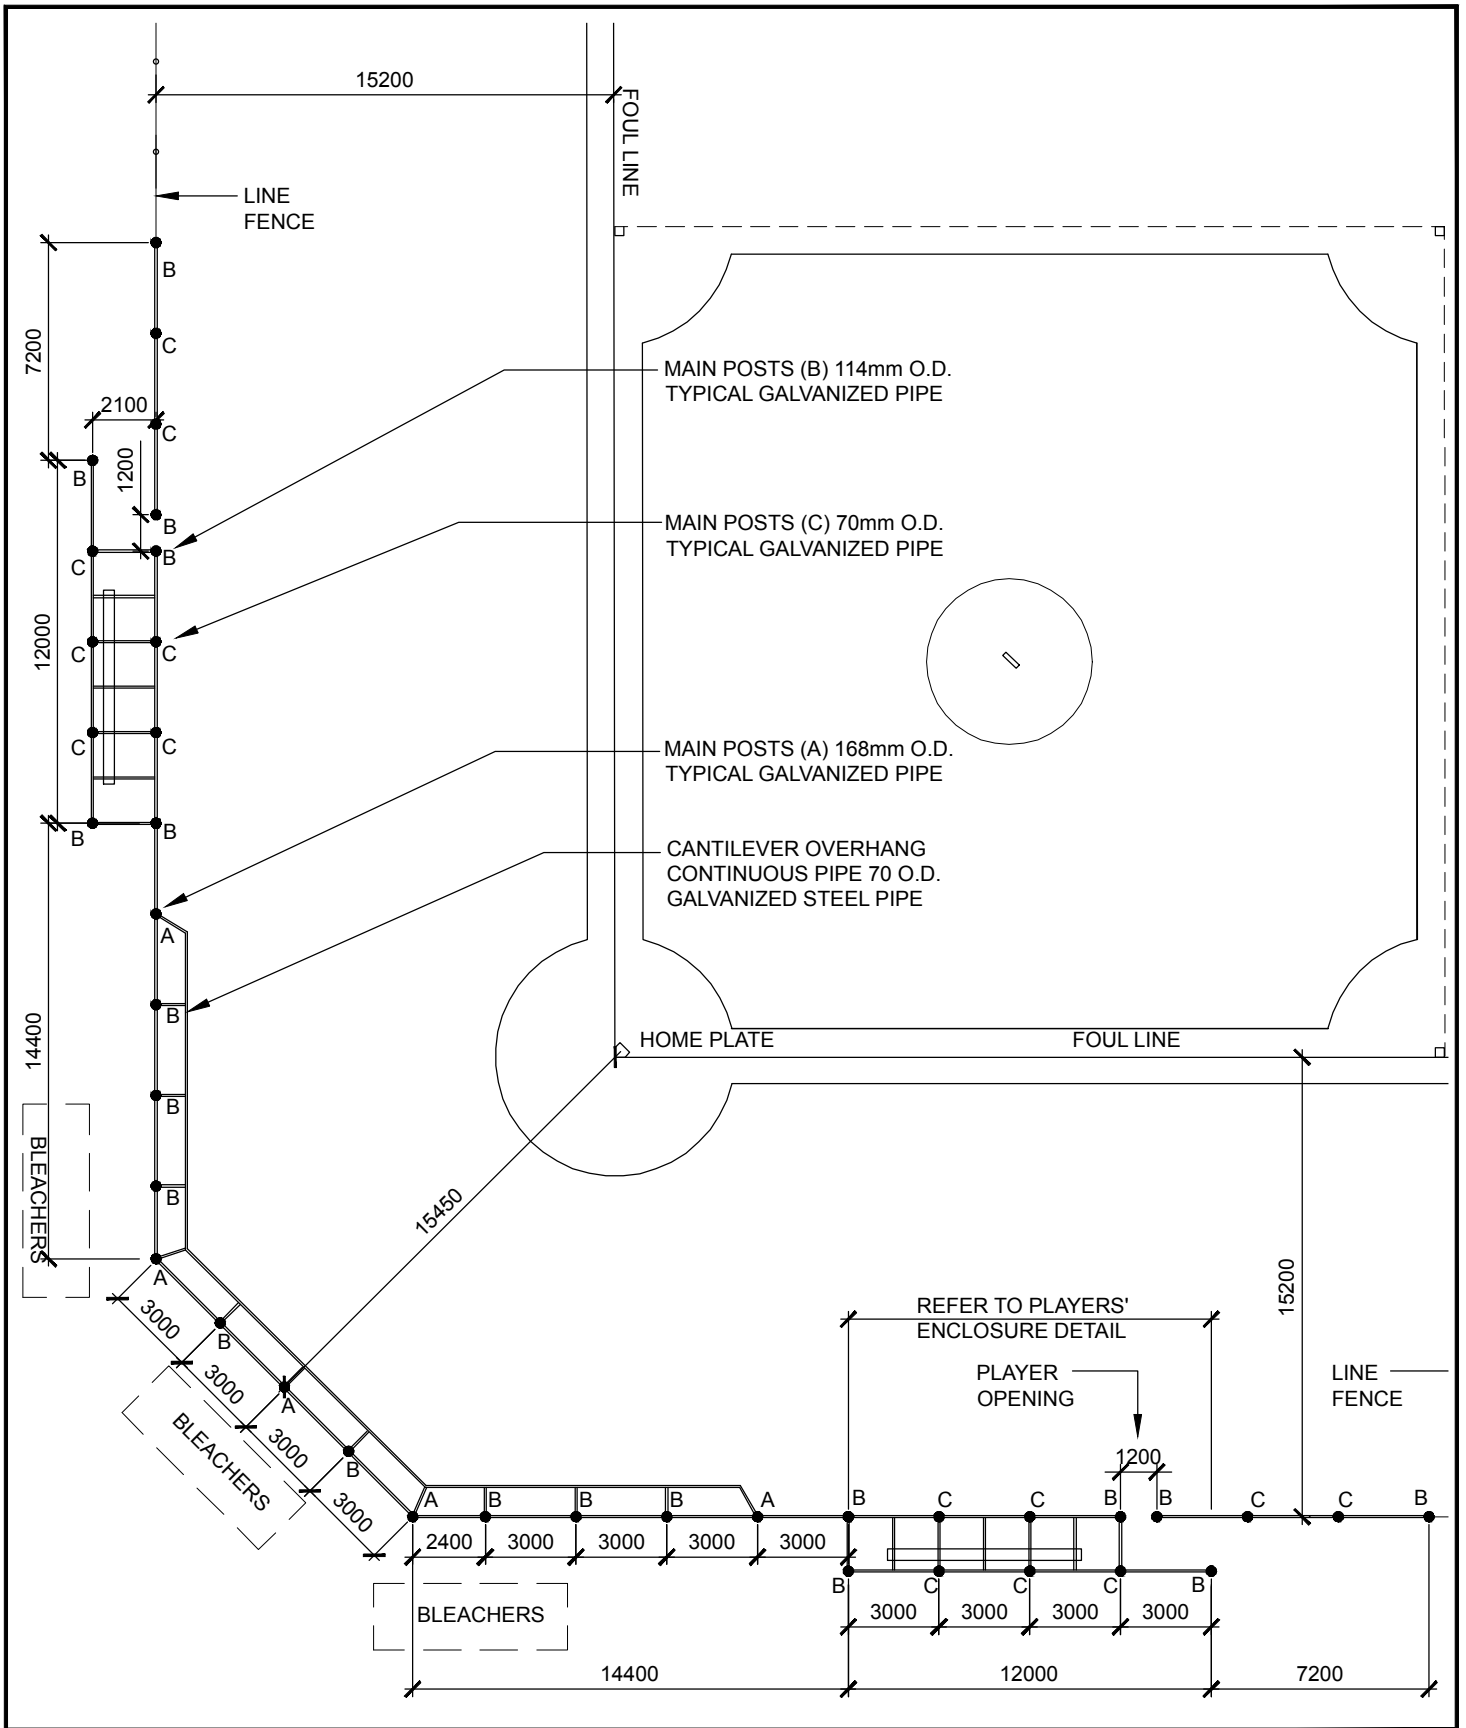 15200
FOUL LINE
LINE
FENCE
B
7200
C
MAIN POSTS (B) 114mm O.D.
TYPICAL GALVANIZED PIPE
2100
C
1200
B
B
MAIN POSTS (C) 70mm O.D.
TYPICAL GALVANIZED PIPE
B
C
12000
C
C
C
C
MAIN POSTS (A) 168mm O.D.
TYPICAL GALVANIZED PIPE
B
B
CANTILEVER OVERHANG
CONTINUOUS PIPE 70 O.D.
GALVANIZED STEEL PIPE
A
B
14400
HOME PLATE
FOUL LINE
B
BLEACHERS
B
15450
A
3000
B
3000
A
3000
B
3000
BLEACHERS
15200
REFER TO PLAYERS'
ENCLOSURE DETAIL
PLAYER
OPENING
LINE
FENCE
1200
A
B
B
B
A
B
C
C
B
B
C
C
B
2400
3000
3000
3000
3000
B
C
C
C
B
BLEACHERS
3000
3000
3000
3000
14400
12000
7200